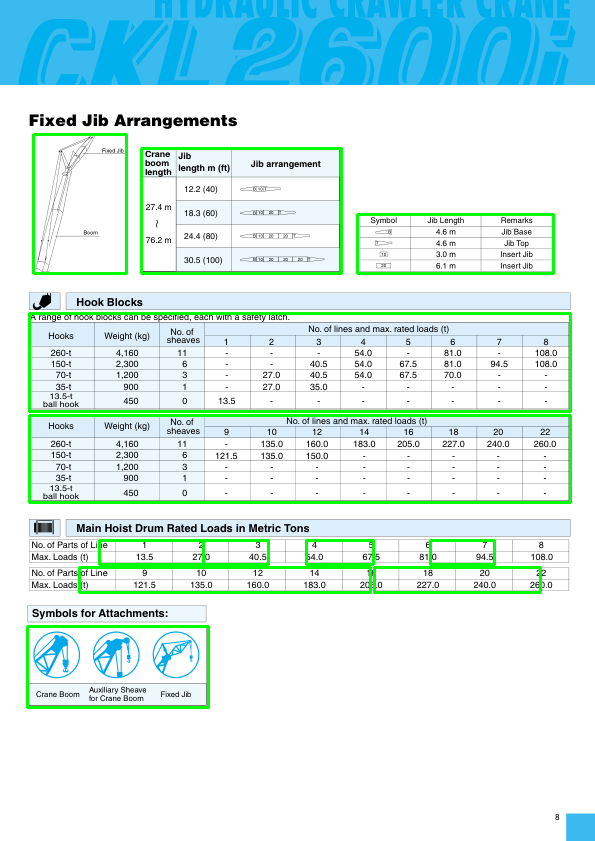 HYDRAULIC CRAWLER CRANE
CKL2600i
Fixed Jib Arrangements
Fixed Jib
Boom
Crane boom length | Jib length m (ft) | Jib arrangement
27.4 m ~ 76.2 m
12.2 (40)
18.3 (60)
24.4 (80)
30.5 (100)
Symbol | Jib Length | Remarks
4.6 m | Jib Base
4.6 m | Jib Top
10 | 3.0 m | Insert Jib
20 | 6.1 m | Insert Jib
Hook Blocks
A range of hook blocks can be specified, each with a safety latch.
Hooks | Weight (kg) | No. of sheaves | No. of lines and max. rated loads (t)
1 | 2 | 3 | 4 | 5 | 6 | 7 | 8
260-t | 4,160 | 11 | - | - | - | 54.0 | - | 81.0 | - | 108.0
150-t | 2,300 | 6 | - | - | 40.5 | 54.0 | 67.5 | 81.0 | 94.5 | 108.0
70-t | 1,200 | 3 | - | 27.0 | 40.5 | 54.0 | 67.5 | 70.0 | - | -
35-t | 900 | 1 | - | 27.0 | 35.0 | - | - | - | - | -
13.5-t ball hook | 450 | 0 | 13.5 | - | - | - | - | - | - | -
Hooks | Weight (kg) | No. of sheaves | No. of lines and max. rated loads (t)
9 | 10 | 12 | 14 | 16 | 18 | 20 | 22
260-t | 4,160 | 11 | - | 135.0 | 160.0 | 183.0 | 205.0 | 227.0 | 240.0 | 260.0
150-t | 2,300 | 6 | 121.5 | 135.0 | 150.0 | - | - | - | - | -
70-t | 1,200 | 3 | - | - | - | - | - | - | - | -
35-t | 900 | 1 | - | - | - | - | - | - | - | -
13.5-t ball hook | 450 | 0 | - | - | - | - | - | - | - | -
Main Hoist Drum Rated Loads in Metric Tons
No. of Parts of Line | 1 | 2 | 3 | 4 | 5 | 6 | 7 | 8
Max. Loads (t) | 13.5 | 27.0 | 40.5 | 54.0 | 67.5 | 81.0 | 94.5 | 108.0
No. of Parts of Line | 9 | 10 | 12 | 14 | 16 | 18 | 20 | 22
Max. Loads (t) | 121.5 | 135.0 | 160.0 | 183.0 | 205.0 | 227.0 | 240.0 | 260.0
Symbols for Attachments:
Crane Boom
Auxiliary Sheave for Crane Boom
Fixed Jib
8